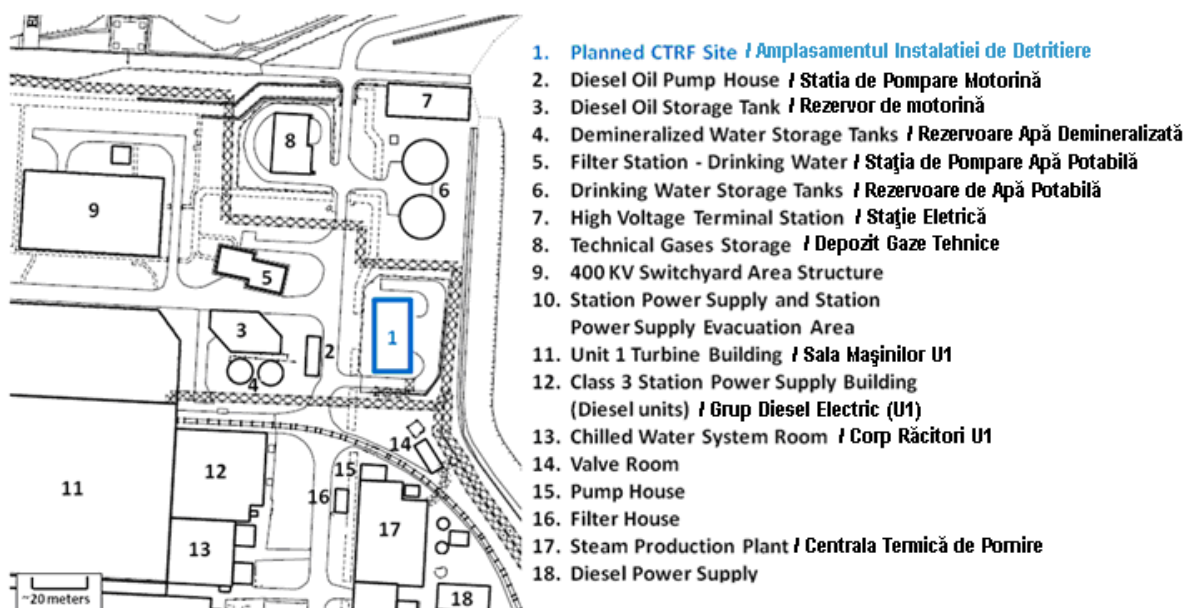 1. Planned CTRF Site / Amplasamentul Instalatiei de Detritiere
2. Diesel Oil Pump House / Statia de Pompare Motorină
3. Diesel Oil Storage Tank / Rezervor de motorină
4. Demineralized Water Storage Tanks / Rezervoare Apă Demineralizată
5. Filter Station - Drinking Water / Staţia de Pompare Apă Potabilă
6. Drinking Water Storage Tanks / Rezervoare de Apă Potabilă
7. High Voltage Terminal Station / Staţie Eletrică
8. Technical Gases Storage / Depozit Gaze Tehnice
9. 400 KV Switchyard Area Structure
10. Station Power Supply and Station
Power Supply Evacuation Area
11. Unit 1 Turbine Building / Sala Maşinilor U1
12. Class 3 Station Power Supply Building
(Diesel units) / Grup Diesel Electric (U1)
13. Chilled Water System Room / Corp Răcitori U1
14. Valve Room
15. Pump House
16. Filter House
17. Steam Production Plant / Centrala Termică de Pornire
18. Diesel Power Supply
7
8
6
9
5
3
2
1
4
14
15
12
16
11
17
13
18
~20 meters